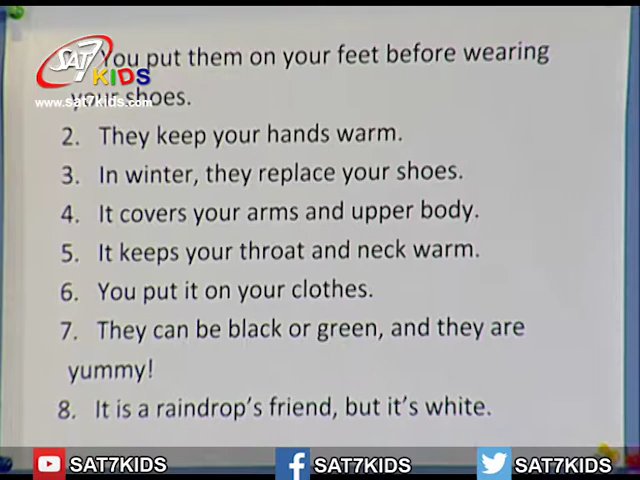 SAT7
KIDS
www.sat7kids.com
You put them on your feet before wearing
your shoes.
2. They keep your hands warm.
3. In winter, they replace your shoes.
4. It covers your arms and upper body.
5. It keeps your throat and neck warm.
6. You put it on your clothes.
7. They can be black or green, and they are
yummy!
8. It is a raindrop's friend, but it's white.
SAT7KIDS SAT7KIDS SAT7KIDS